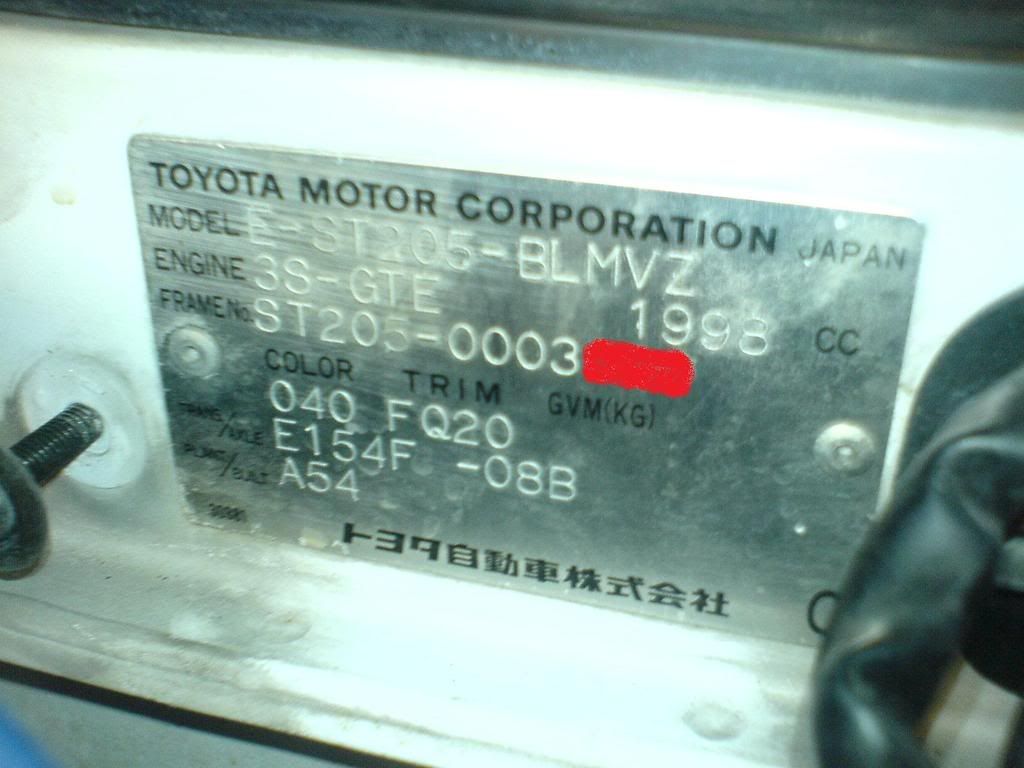 TOYOTA MOTOR CORPORATION JAPAN
MODEL E-ST205-BLMVZ
ENGINE 3S-GTE 1998 CC
FRAME No. ST205-0003
COLOR TRIM GVM(KG)
040 FQ20
TRANS./AXLE E154F -08B
PLANT/BUILT A54
トヨタ自動車株式会社